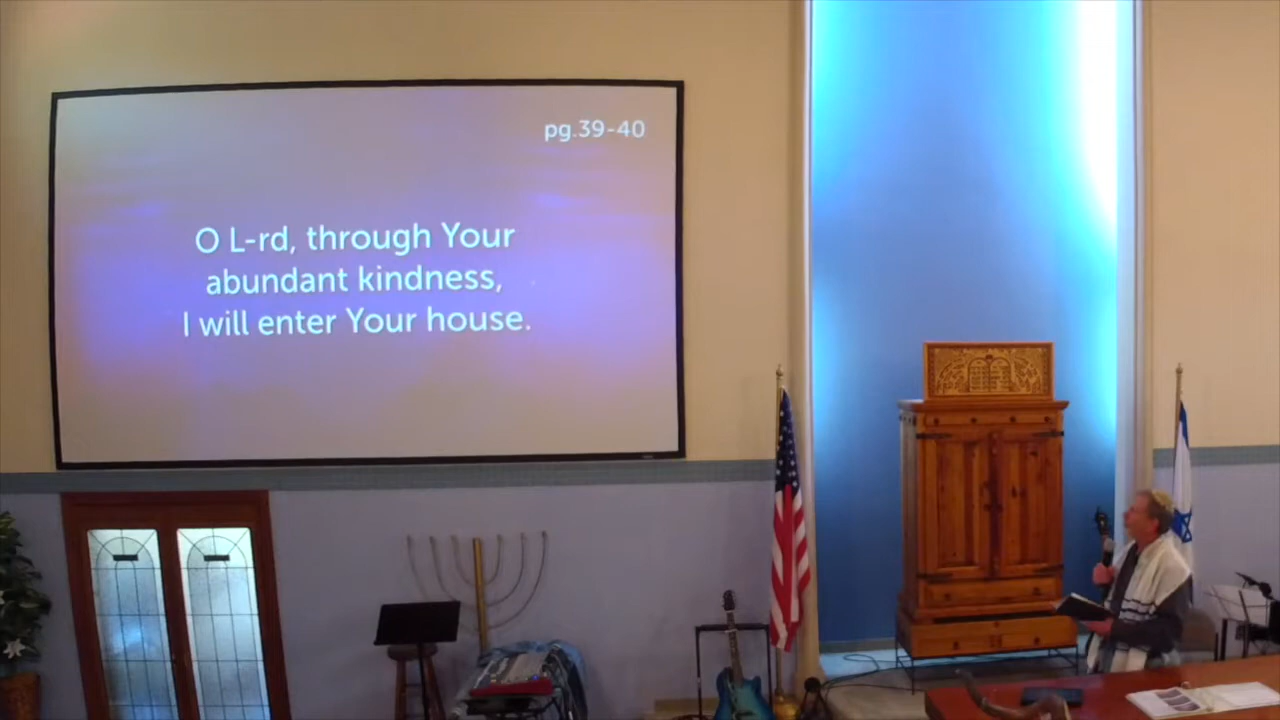 pg.39-40
O L-rd, through Your
abundant kindness,
I will enter Your house.